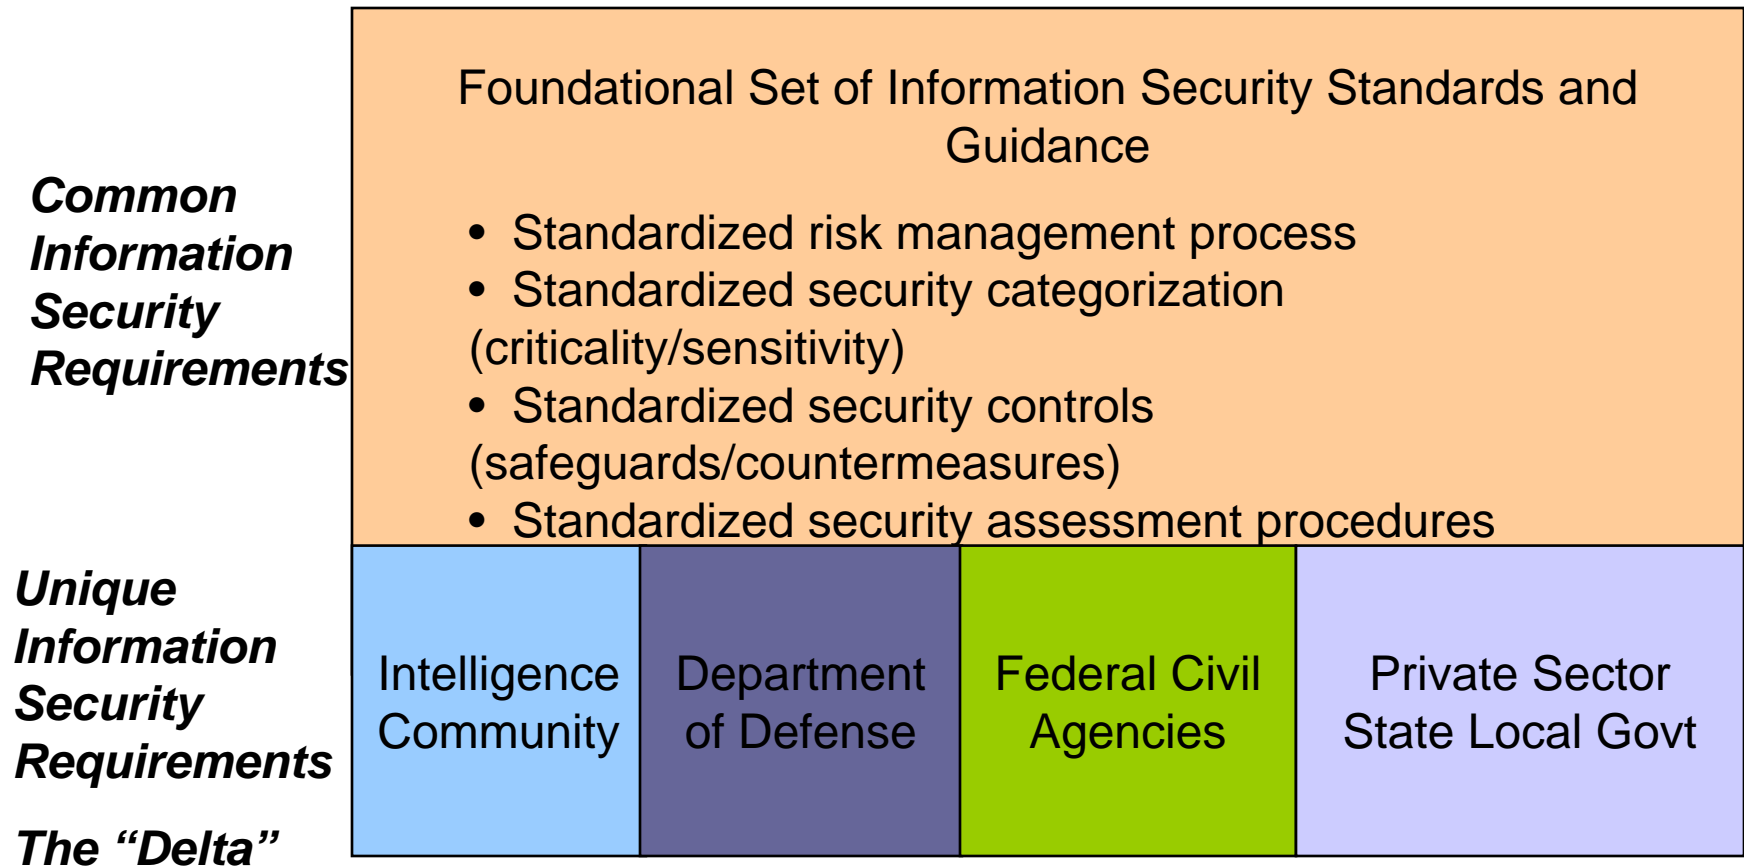 Foundational Set of Information Security Standards and
Guidance
Common
Information
Security
Requirements
• Standardized risk management process
• Standardized security categorization
(criticality/sensitivity)
• Standardized security controls
(safeguards/countermeasures)
• Standardized security assessment procedures
Unique
Information
Security
Requirements
The “Delta”
Intelligence
Community
Department
of Defense
Federal Civil
Agencies
Private Sector
State Local Govt